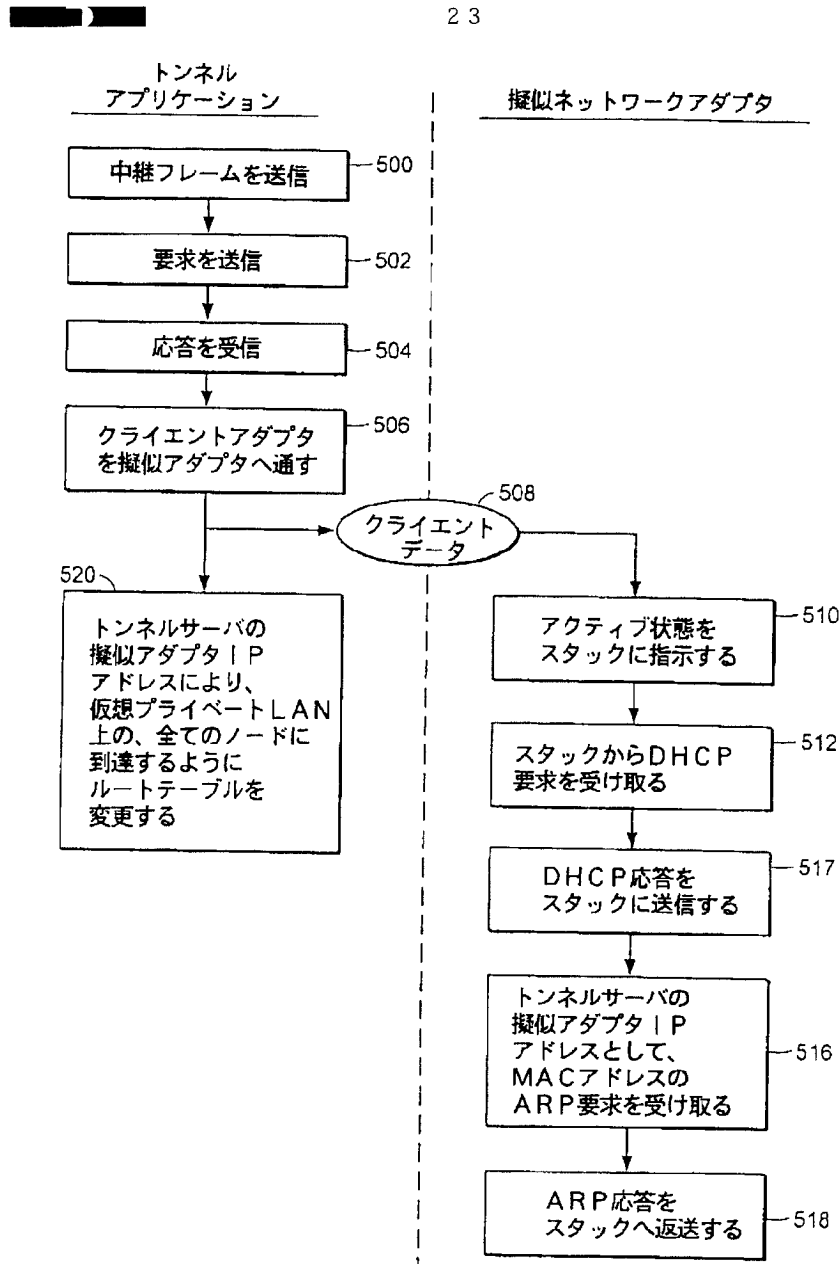 23
トンネル
アプリケーション
擬似ネットワークアダプタ
中継フレームを送信
500
要求を送信
502
応答を受信
504
クライエントアダプタ
を擬似アダプタへ通す
506
クライエント
データ
508
520
トンネルサーバの
擬似アダプタIP
アドレスにより、
仮想プライベートLAN
上の、全てのノードに
到達するように
ルートテーブルを
変更する
アクティブ状態を
スタックに指示する
510
スタックからDHCP
要求を受け取る
512
DHCP応答を
スタックに送信する
517
トンネルサーバの
擬似アダプタIP
アドレスとして、
MACアドレスの
ARP要求を受け取る
516
ARP応答を
スタックへ返送する
518